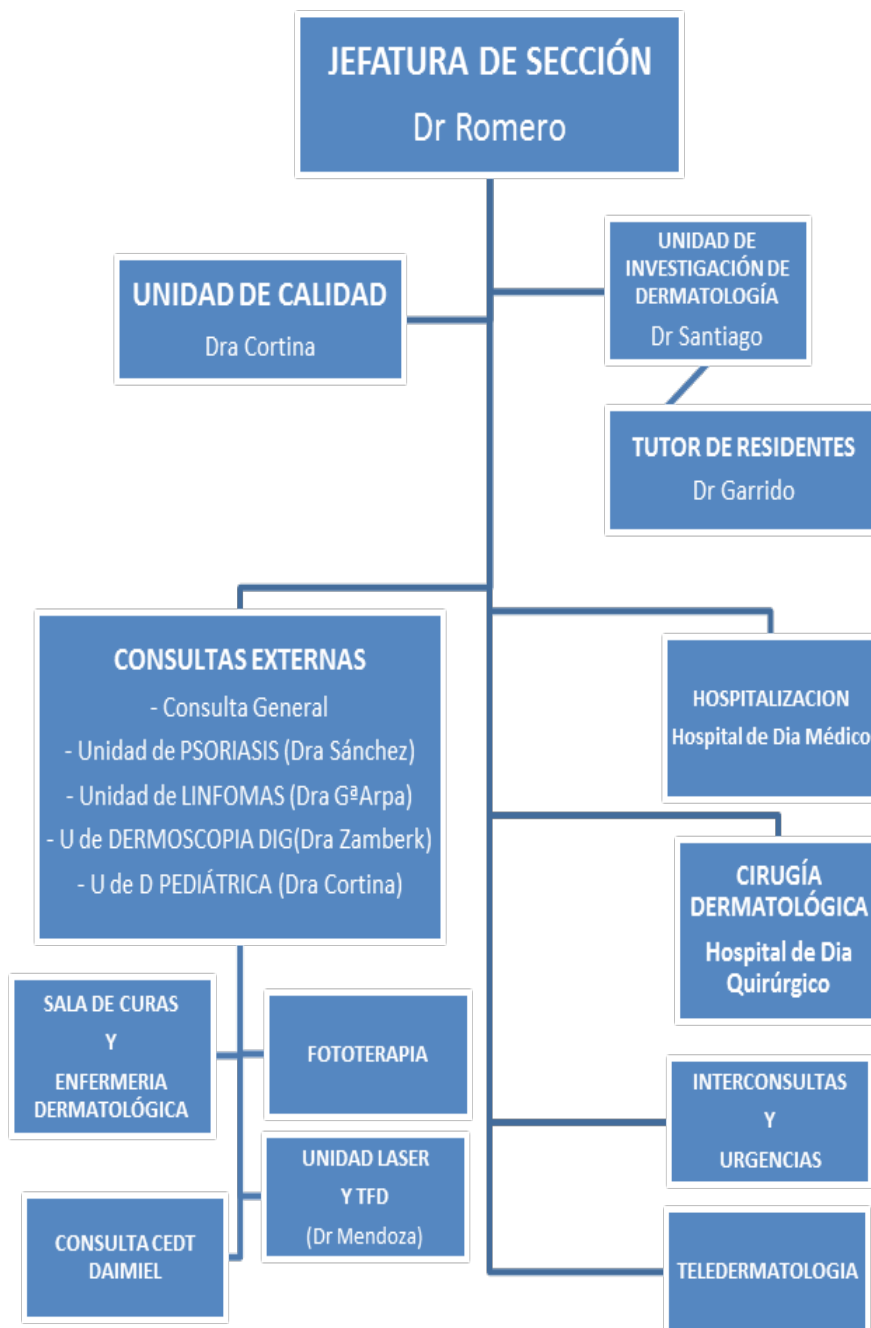 JEFATURA DE SECCIÓN
Dr Romero
UNIDAD DE CALIDAD
Dra Cortina
UNIDAD DE
INVESTIGACIÓN DE
DERMATOLOGÍA
Dr Santiago
TUTOR DE RESIDENTES
Dr Garrido
CONSULTAS EXTERNAS
- Consulta General
- Unidad de PSORIASIS (Dra Sánchez)
- Unidad de LINFOMAS (Dra GªArpa)
- U de DERMOSCOPIA DIG(Dra Zamberk)
- U de D PEDIÁTRICA (Dra Cortina)
HOSPITALIZACION
Hospital de Dia Médico
CIRUGÍA
DERMATOLÓGICA
Hospital de Dia
Quirúrgico
SALA DE CURAS
Y
ENFERMERIA
DERMATOLÓGICA
FOTOTERAPIA
UNIDAD LASER
Y TFD
(Dr Mendoza)
CONSULTA CEDT
DAIMIEL
INTERCONSULTAS
Y
URGENCIAS
TELEDERMATOLOGIA